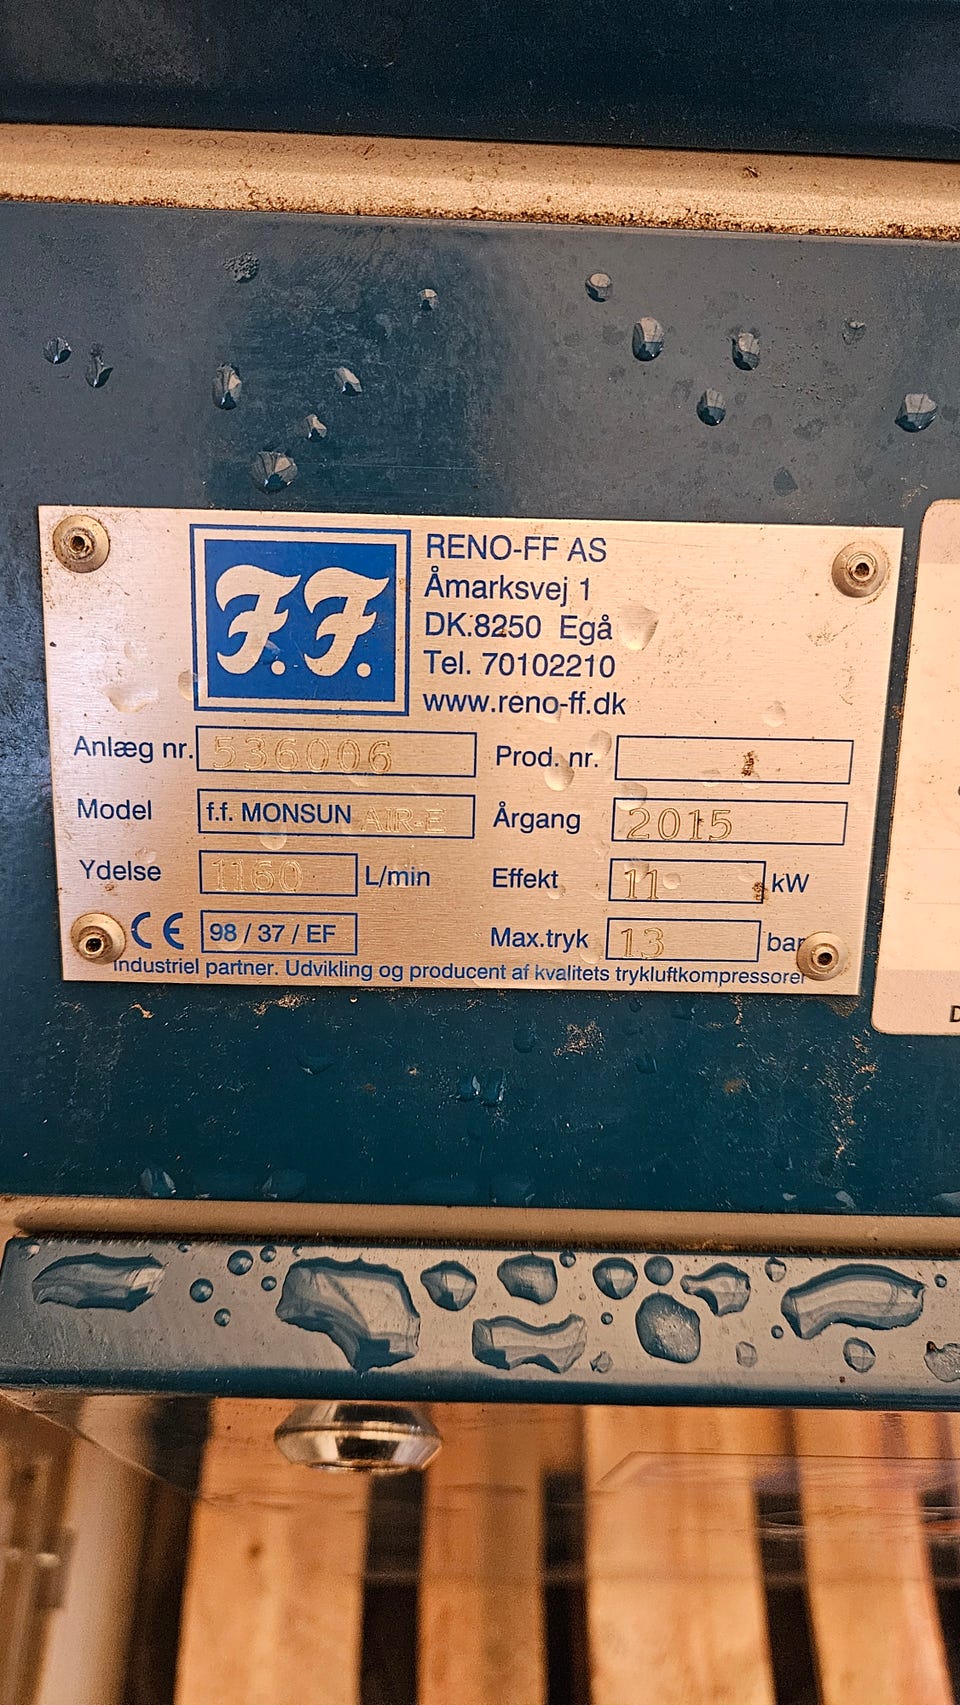 F.F.
RENO-FF AS
Åmarksvej 1
DK.8250 Egå
Tel. 70102210
www.reno-ff.dk
Anlæg nr. 536006 Prod. nr.
Model f.f. MONSUN AIR-E Årgang 2015
Ydelse 1160 L/min Effekt 11 kW
CE 98 / 37 / EF Max.tryk 13 bar
Industriel partner. Udvikling og producent af kvalitets trykluftkompressorer